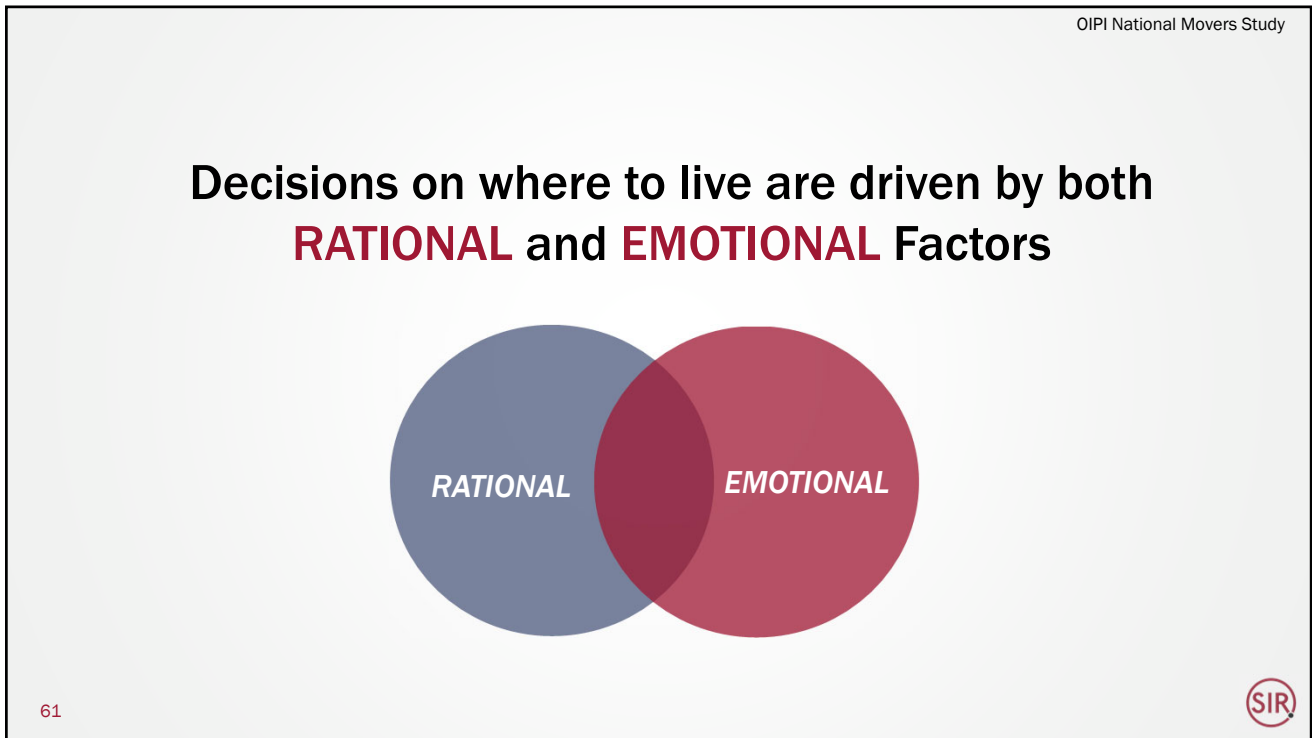 OIPI National Movers Study
Decisions on where to live are driven by both
RATIONAL and EMOTIONAL Factors
RATIONAL
EMOTIONAL
61
SIR